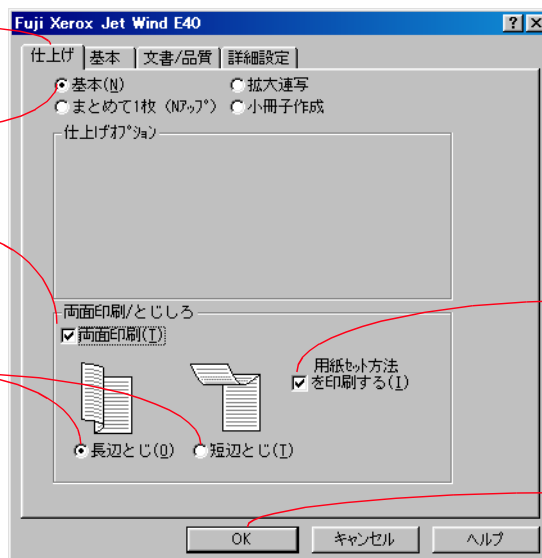 Fuji Xerox Jet Wind E40
仕上げ 基本 文書/品質 詳細設定
基本(N) 拡大連写
まとめて1枚 (Nアップ) 小冊子作成
仕上げオプション
両面印刷/とじしろ
両面印刷(T)
用紙セット方法
を印刷する(I)
長辺とじ(O) 短辺とじ(T)
OK キャンセル ヘルプ